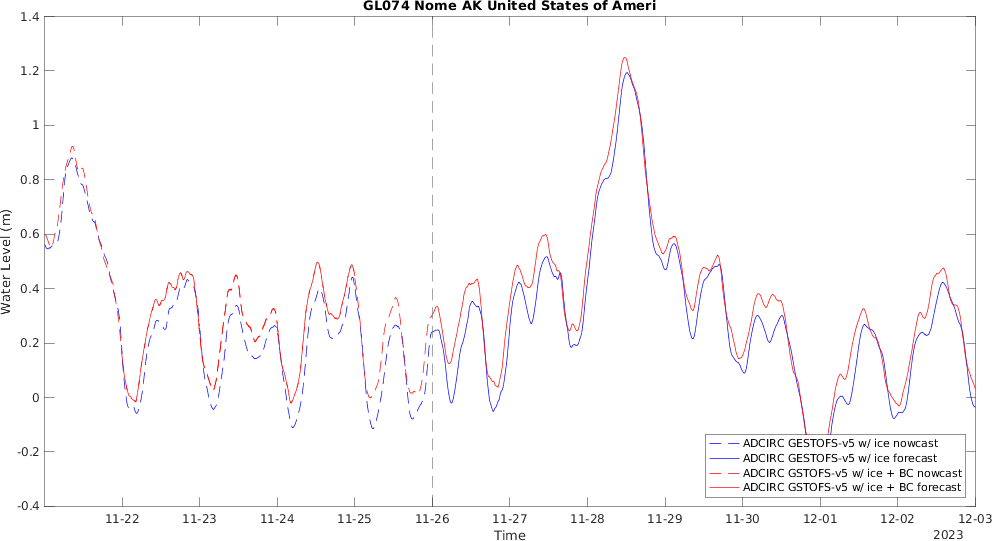 GL074 Nome AK United States of Ameri
1.4
1.2
1
0.8
0.6
0.4
0.2
0
-0.2
-0.4
Water Level (m)
ADCIRC GESTOFS-v5 w/ ice nowcast
ADCIRC GESTOFS-v5 w/ ice forecast
ADCIRC GSTOFS-v5 w/ ice + BC nowcast
ADCIRC GSTOFS-v5 w/ ice + BC forecast
11-22 11-23 11-24 11-25 11-26 11-27 11-28 11-29 11-30 12-01 12-02 12-03
Time
2023